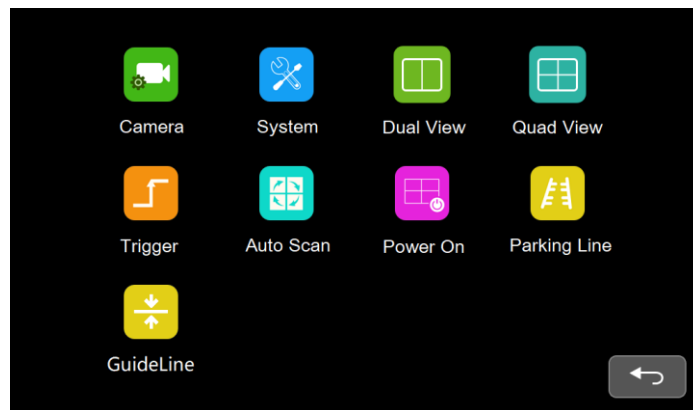 Camera
System
Dual View
Quad View
Trigger
Auto Scan
Power On
Parking Line
GuideLine